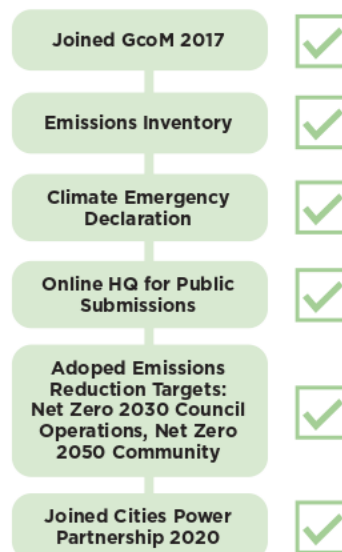 Joined GcoM 2017
Emissions Inventory
Climate Emergency
Declaration
Online HQ for Public
Submissions
Adoped Emissions
Reduction Targets:
Net Zero 2030 Council
Operations, Net Zero
2050 Community
Joined Cities Power
Partnership 2020